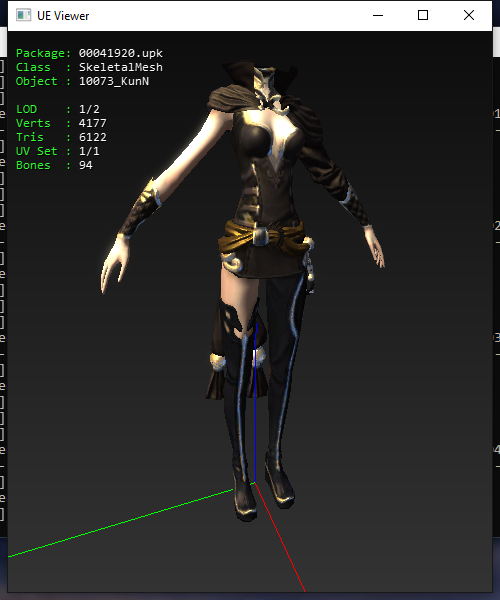 UE Viewer
Package: 00041920.upk
Class  : SkeletalMesh
Object : 10073_KunN
LOD    : 1/2
Verts  : 4177
Tris   : 6122
UV Set : 1/1
Bones  : 94